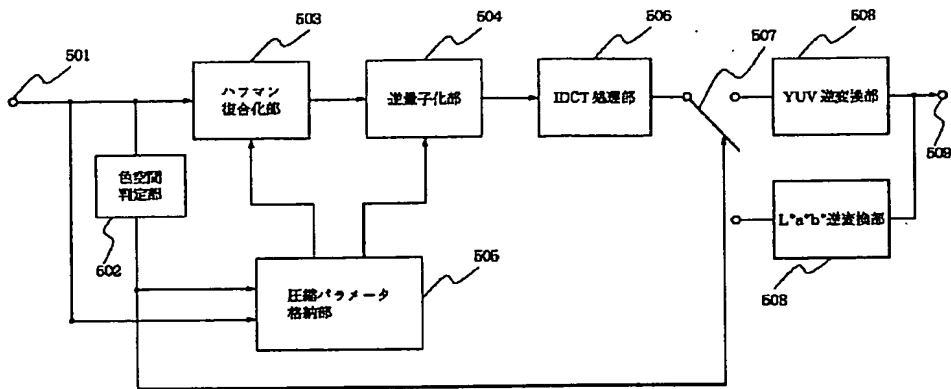 501
503
504
506
507
508
ハフマン
復合化部
逆量子化部
IDCT 処理部
YUV 逆変換部
509
色空間
判定部
502
L*a*b* 逆変換部
508
505
圧縮パラメータ
格納部